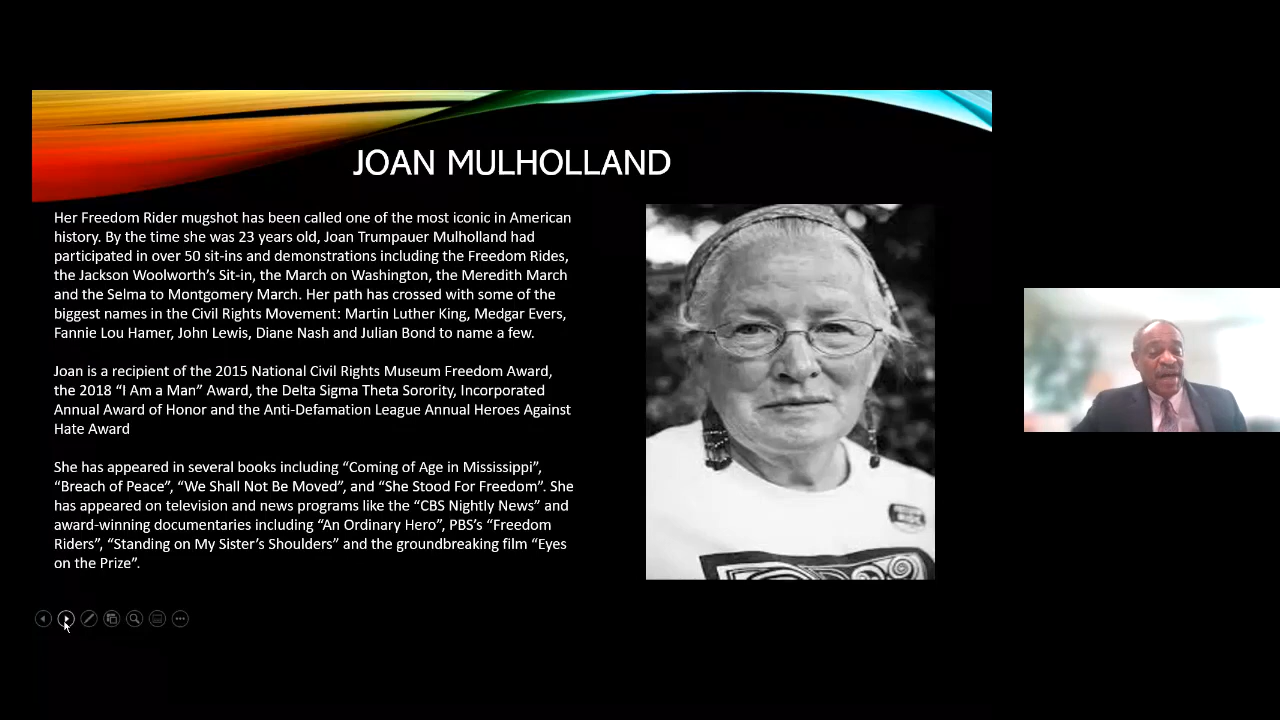 JOAN MULHOLLAND
Her Freedom Rider mugshot has been called one of the most iconic in American
history. By the time she was 23 years old, Joan Trumpauer Mulholland had
participated in over 50 sit-ins and demonstrations including the Freedom Rides,
the Jackson Woolworth’s Sit-in, the March on Washington, the Meredith March
and the Selma to Montgomery March. Her path has crossed with some of the
biggest names in the Civil Rights Movement: Martin Luther King, Medgar Evers,
Fannie Lou Hamer, John Lewis, Diane Nash and Julian Bond to name a few.
Joan is a recipient of the 2015 National Civil Rights Museum Freedom Award,
the 2018 “I Am a Man” Award, the Delta Sigma Theta Sorority, Incorporated
Annual Award of Honor and the Anti-Defamation League Annual Heroes Against
Hate Award
She has appeared in several books including “Coming of Age in Mississippi”,
“Breach of Peace”, “We Shall Not Be Moved”, and “She Stood For Freedom”. She
has appeared on television and news programs like the “CBS Nightly News” and
award-winning documentaries including “An Ordinary Hero”, PBS’s “Freedom
Riders”, “Standing on My Sister’s Shoulders” and the groundbreaking film “Eyes
on the Prize”.